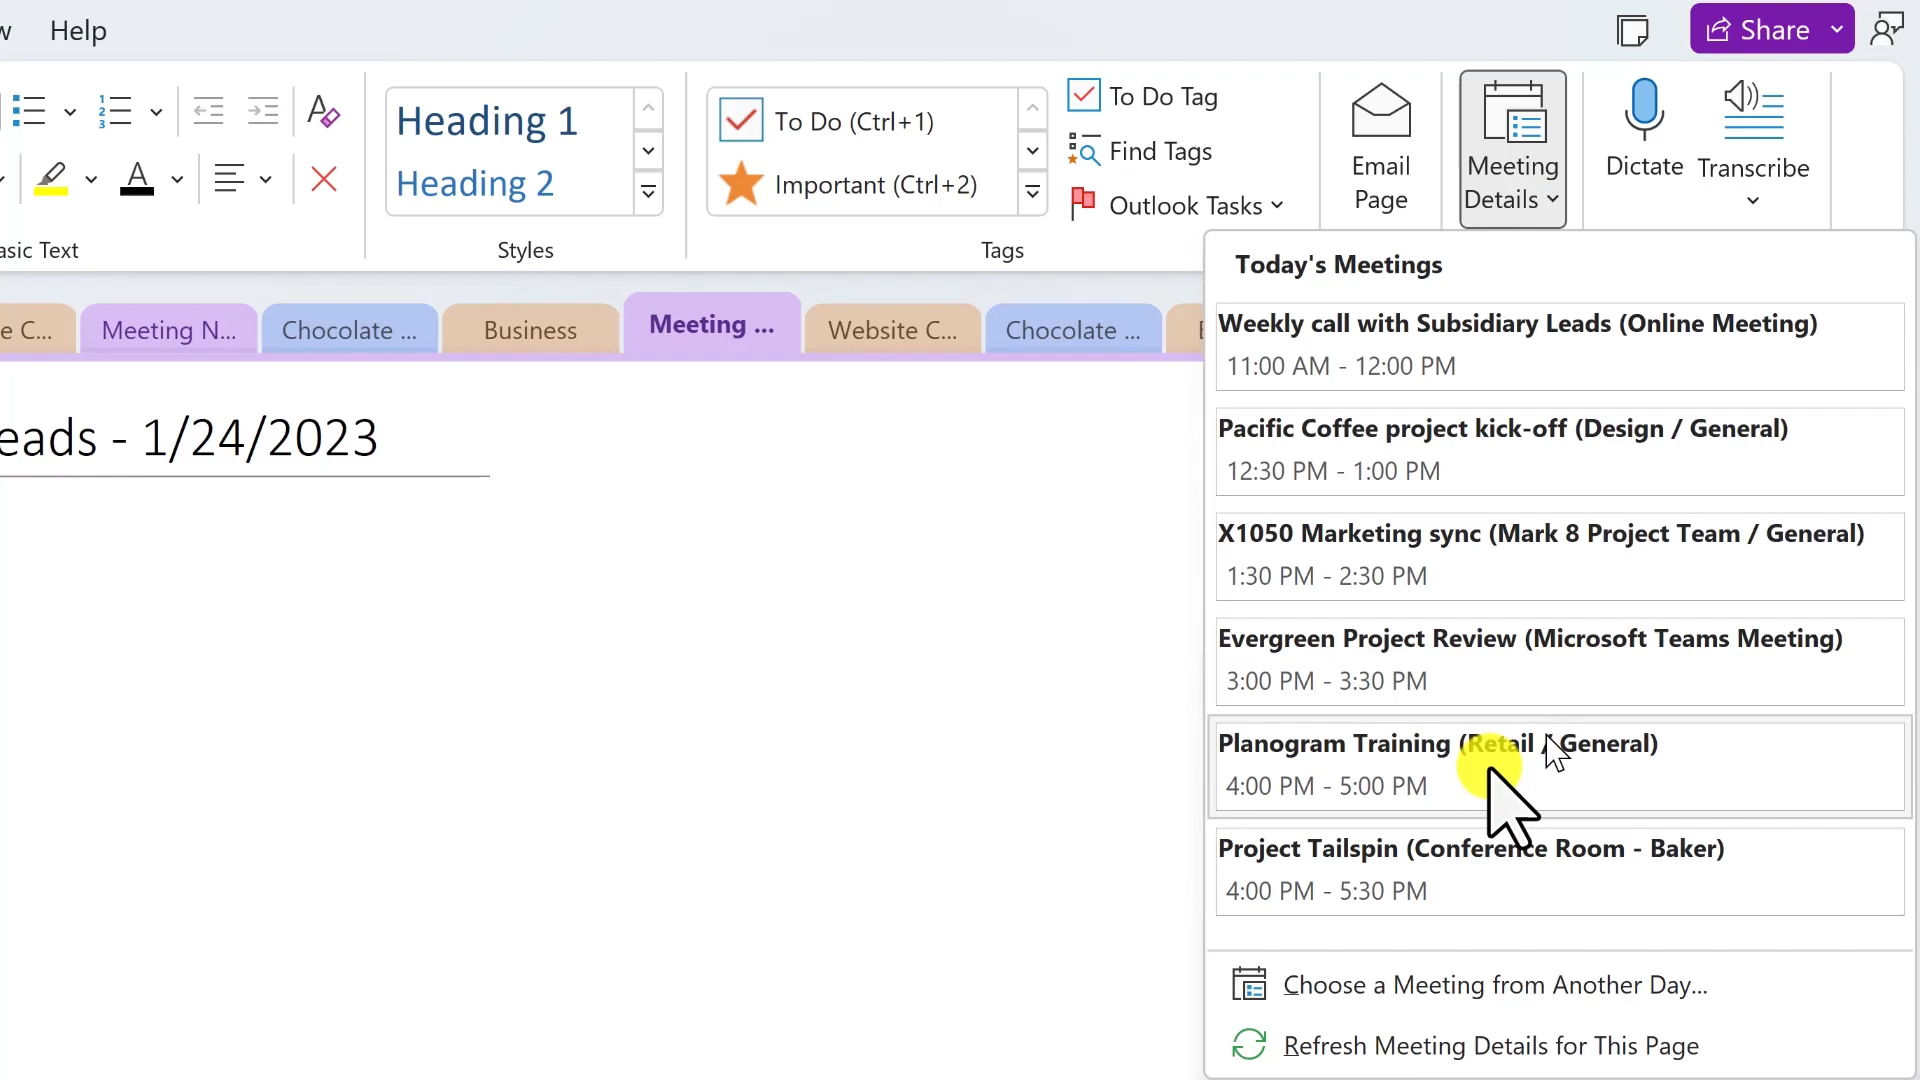 Help
Share
Heading 1
Heading 2
Styles
To Do (Ctrl+1)
Important (Ctrl+2)
To Do Tag
Find Tags
Outlook Tasks
Tags
Email
Page
Meeting
Details
Dictate
Transcribe
asic Text
e C...
Meeting N...
Chocolate ...
Business
Meeting ...
Website C...
Chocolate ...
eads - 1/24/2023
Today's Meetings
Weekly call with Subsidiary Leads (Online Meeting)
11:00 AM - 12:00 PM
Pacific Coffee project kick-off (Design / General)
12:30 PM - 1:00 PM
X1050 Marketing sync (Mark 8 Project Team / General)
1:30 PM - 2:30 PM
Evergreen Project Review (Microsoft Teams Meeting)
3:00 PM - 3:30 PM
Planogram Training (Retail / General)
4:00 PM - 5:00 PM
Project Tailspin (Conference Room - Baker)
4:00 PM - 5:30 PM
Choose a Meeting from Another Day...
Refresh Meeting Details for This Page